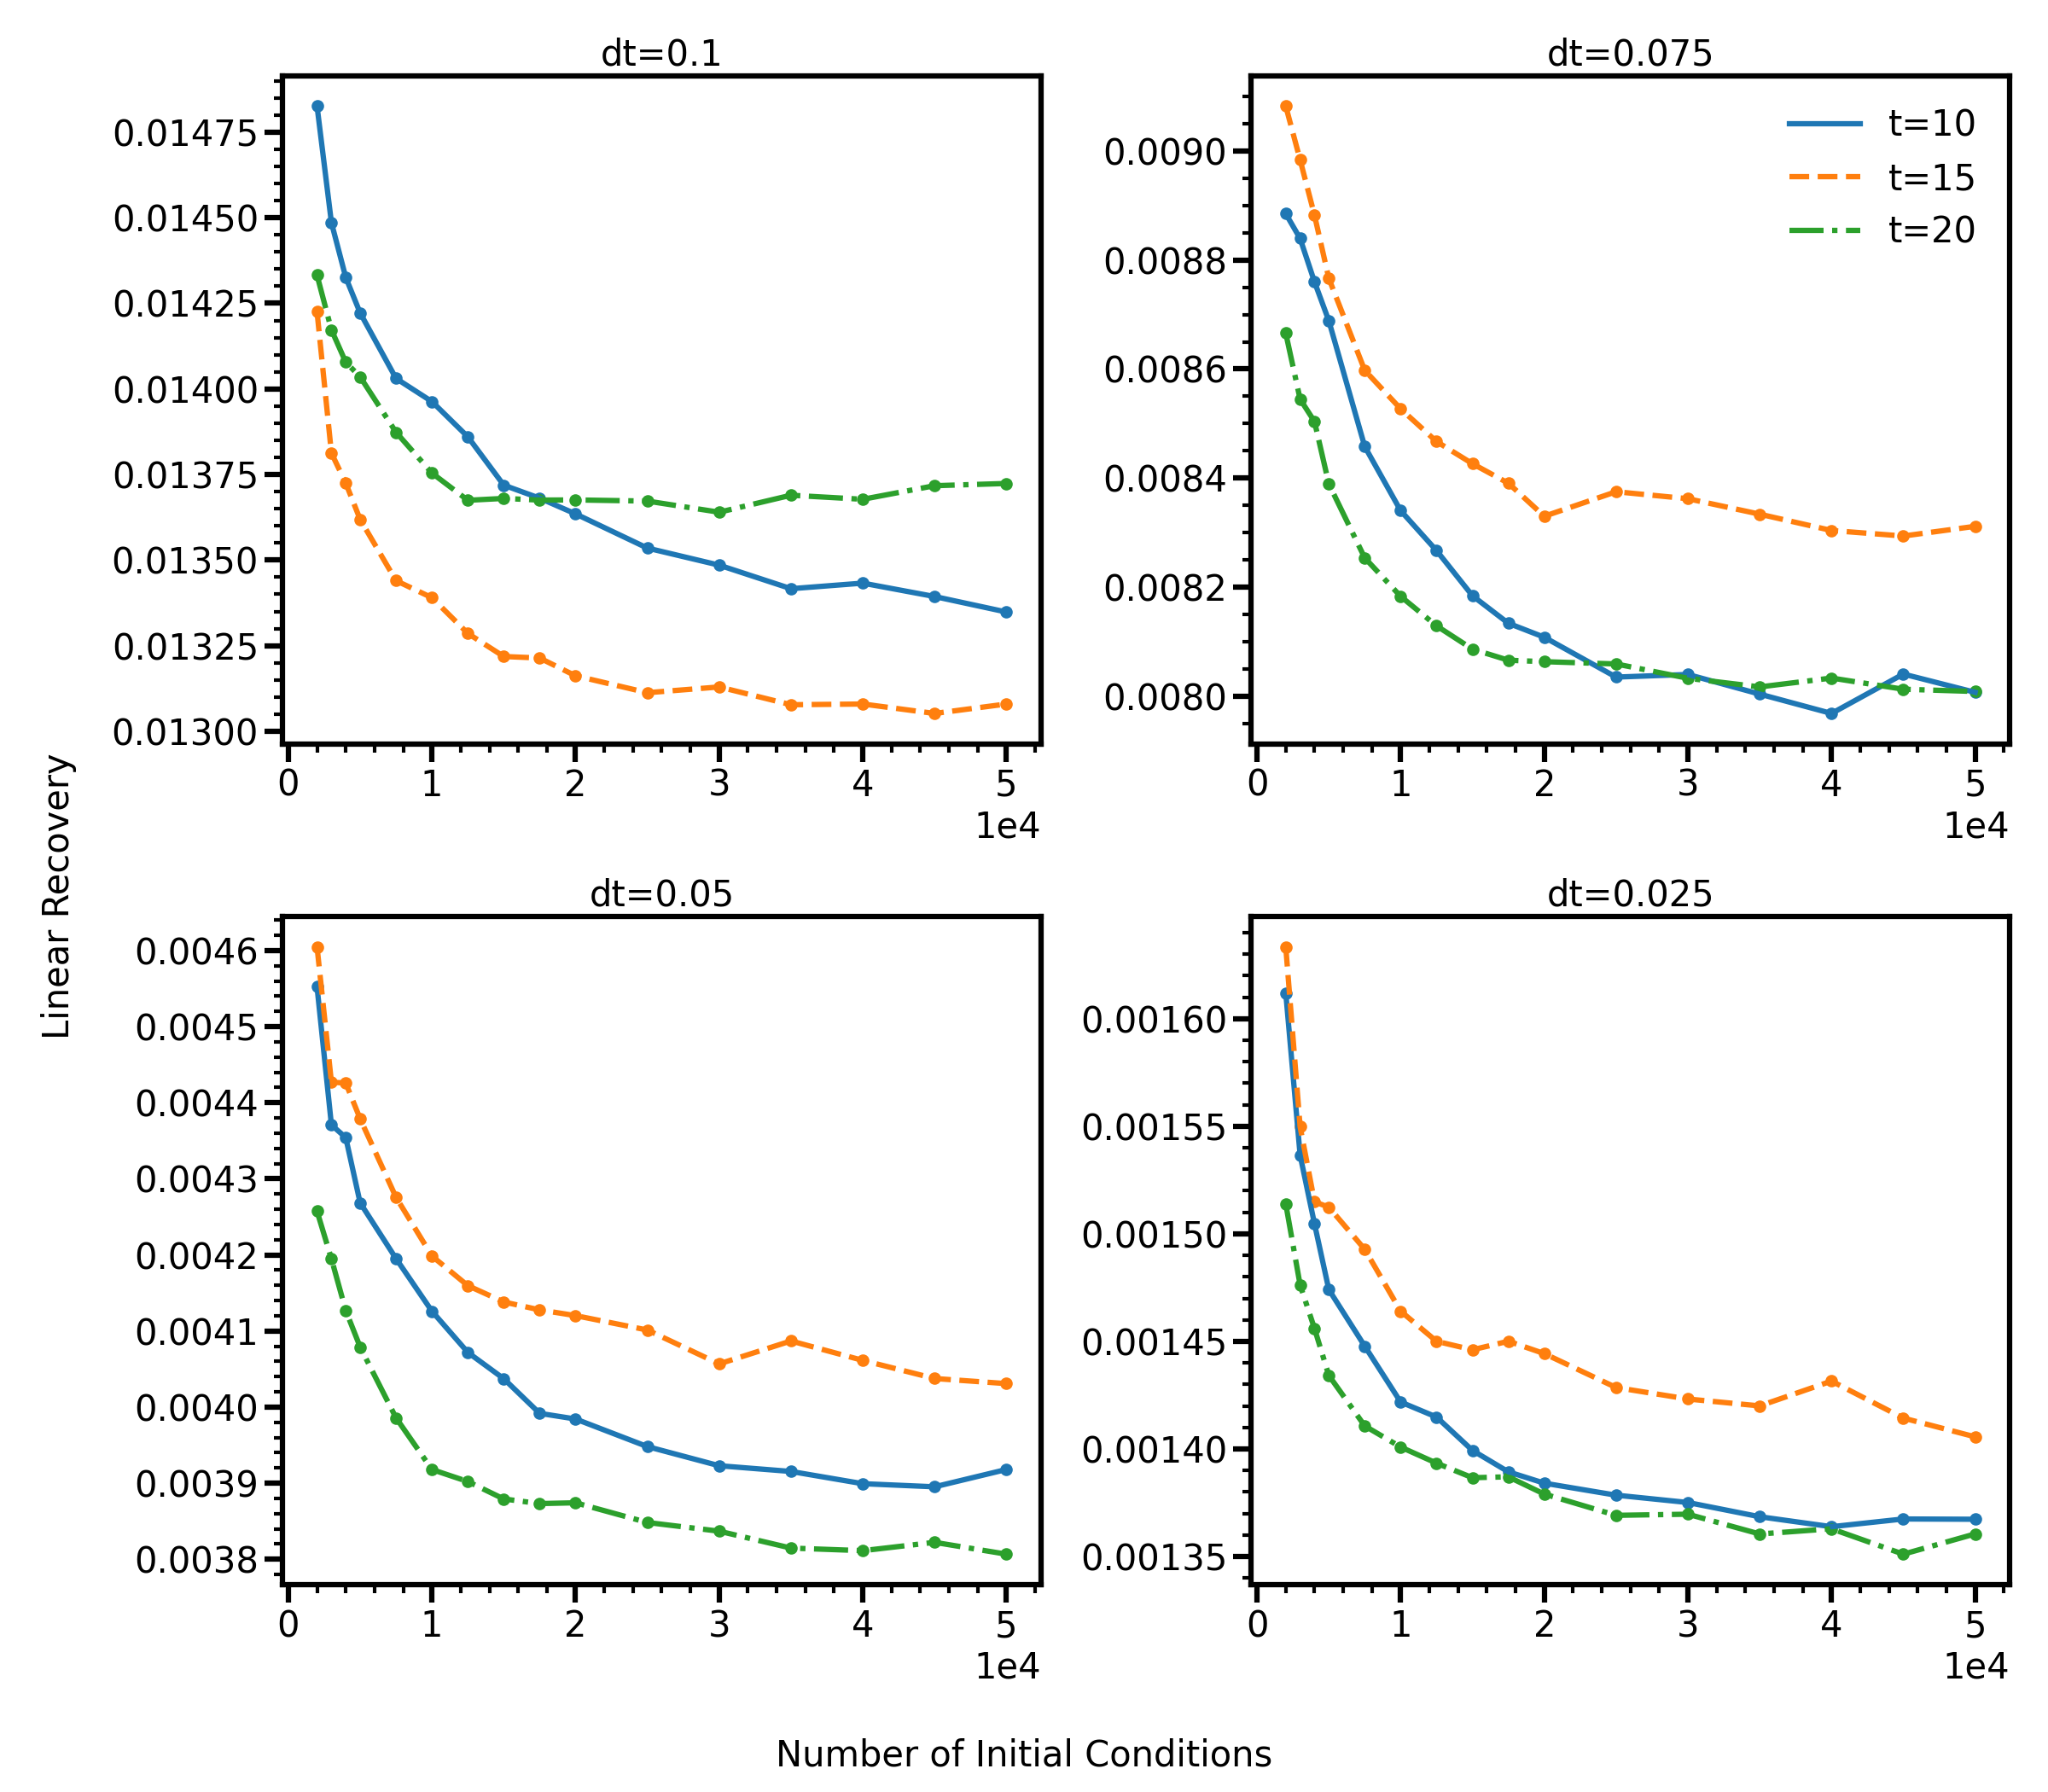 dt=0.1
0.01475
0.01450
0.01425
0.01400
0.01375
0.01350
0.01325
0.01300
0 1 2 3 4 5
1e4
dt=0.075
t=10
t=15
t=20
0.0090
0.0088
0.0086
0.0084
0.0082
0.0080
0 1 2 3 4 5
1e4
Linear Recovery
dt=0.05
0.0046
0.0045
0.0044
0.0043
0.0042
0.0041
0.0040
0.0039
0.0038
0 1 2 3 4 5
1e4
dt=0.025
0.00160
0.00155
0.00150
0.00145
0.00140
0.00135
0 1 2 3 4 5
1e4
Number of Initial Conditions